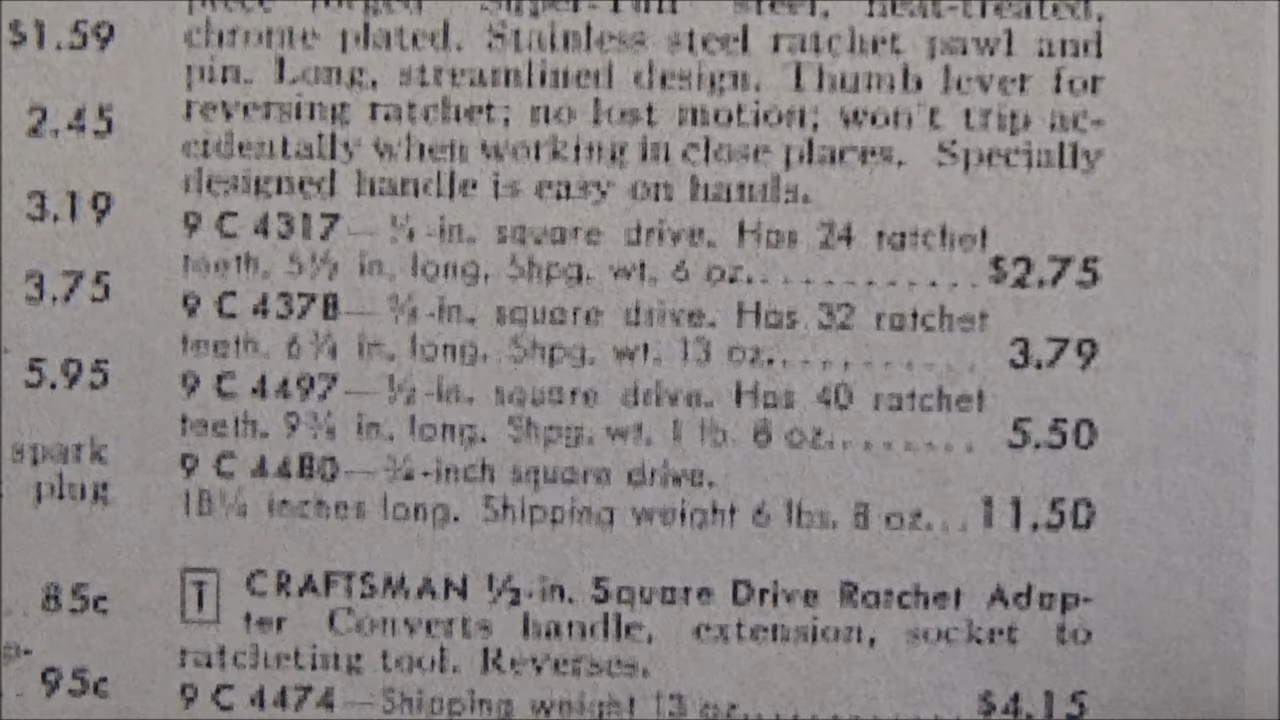 $1.59
2.45
3.19
3.75
5.95
spark
plug
85c
95c
piece forged Super-Tuff steel, heat-treated,
chrome plated. Stainless steel ratchet pawl and
pin. Long, streamlined design. Thumb lever for
reversing ratchet; no lost motion; won't trip ac-
cidentally when working in close places. Specially
designed handle is easy on hands.
9 C 4317—¼-in. square drive. Has 24 ratchet
teeth. 5½ in. long. Shpg. wt. 6 oz............. $2.75
9 C 4378—⅜-in. square drive. Has 32 ratchet
teeth. 6¾ in. long. Shpg. wt. 13 oz........... 3.79
9 C 4497—½-in. square drive. Has 40 ratchet
teeth. 9¾ in. long. Shpg. wt. 1 lb. 8 oz......... 5.50
9 C 4480—¾-inch square drive.
18¼ inches long. Shipping weight 6 lbs. 8 oz... 11.50
T CRAFTSMAN ½-in. Square Drive Ratchet Adap-
ter Converts handle, extension, socket to
ratcheting tool. Reverses.
9 C 4474—Shipping weight 13 oz............ $4.15